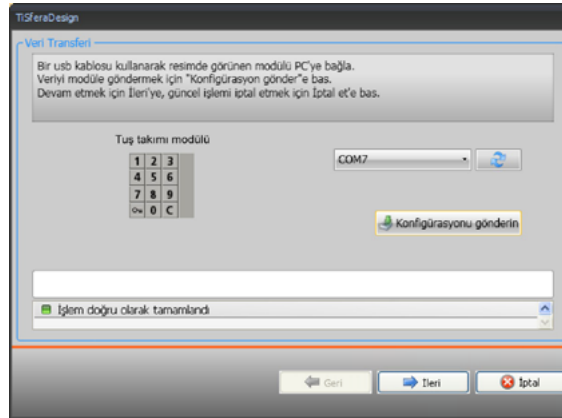 TiSferaDesign
Veri Transferi
Bir usb kablosu kullanarak resimde görünen modülü PC'ye bağla.
Veriyi modüle göndermek için "Konfigürasyon gönder"e bas.
Devam etmek için İleri'ye, güncel işlemi iptal etmek için İptal et'e bas.
Tuş takımı modülü
1 2 3
4 5 6
7 8 9
0 C
COM7
Konfigürasyonu gönderin
İşlem doğru olarak tamamlandı
Geri
İleri
İptal